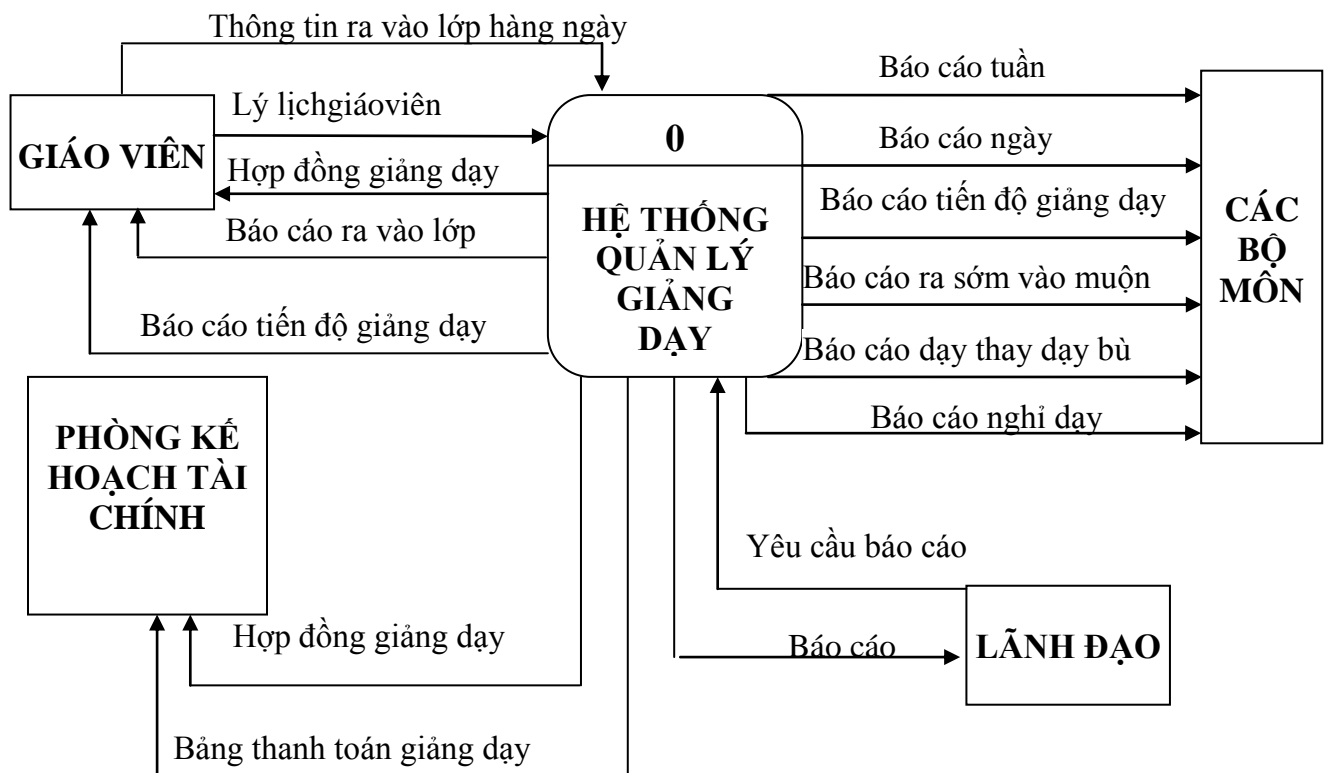 Thông tin ra vào lớp hàng ngày
Lý lịchgiáoviên
GIÁO VIÊN
Hợp đồng giảng dạy
Báo cáo ra vào lớp
Báo cáo tiến độ giảng dạy
0
HỆ THỐNG
QUẢN LÝ
GIẢNG
DẠY
Báo cáo tuần
Báo cáo ngày
Báo cáo tiến độ giảng dạy
Báo cáo ra sớm vào muộn
Báo cáo dạy thay dạy bù
Báo cáo nghỉ dạy
CÁC
BỘ
MÔN
PHÒNG KẾ
HOẠCH TÀI
CHÍNH
Yêu cầu báo cáo
Hợp đồng giảng dạy
Báo cáo
LÃNH ĐẠO
Bảng thanh toán giảng dạy